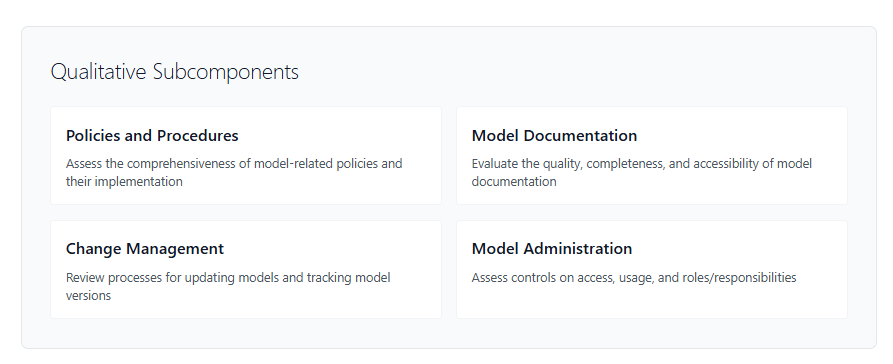 Qualitative Subcomponents
Policies and Procedures
Assess the comprehensiveness of model-related policies and
their implementation
Model Documentation
Evaluate the quality, completeness, and accessibility of model
documentation
Change Management
Review processes for updating models and tracking model
versions
Model Administration
Assess controls on access, usage, and roles/responsibilities